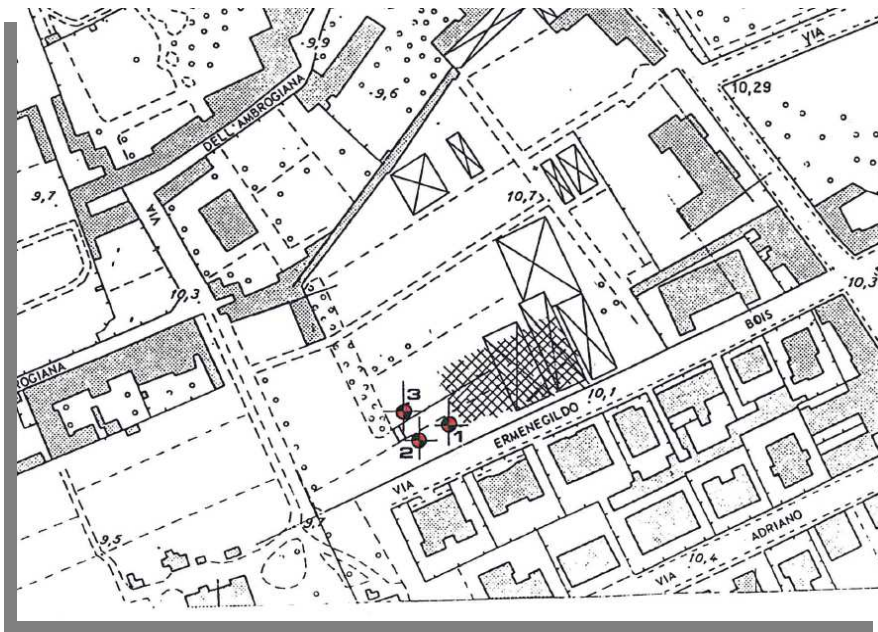 9,9
VIA
DELL'AMBROGIANA
9,6
10,29
9,7
VIA
10,7
10,3
10,3
BOIS
ROGIANA
10,1
3
ERMENEGILDO
1
2
VIA
9,7
9,5
ADRIANO
10,4
VIA